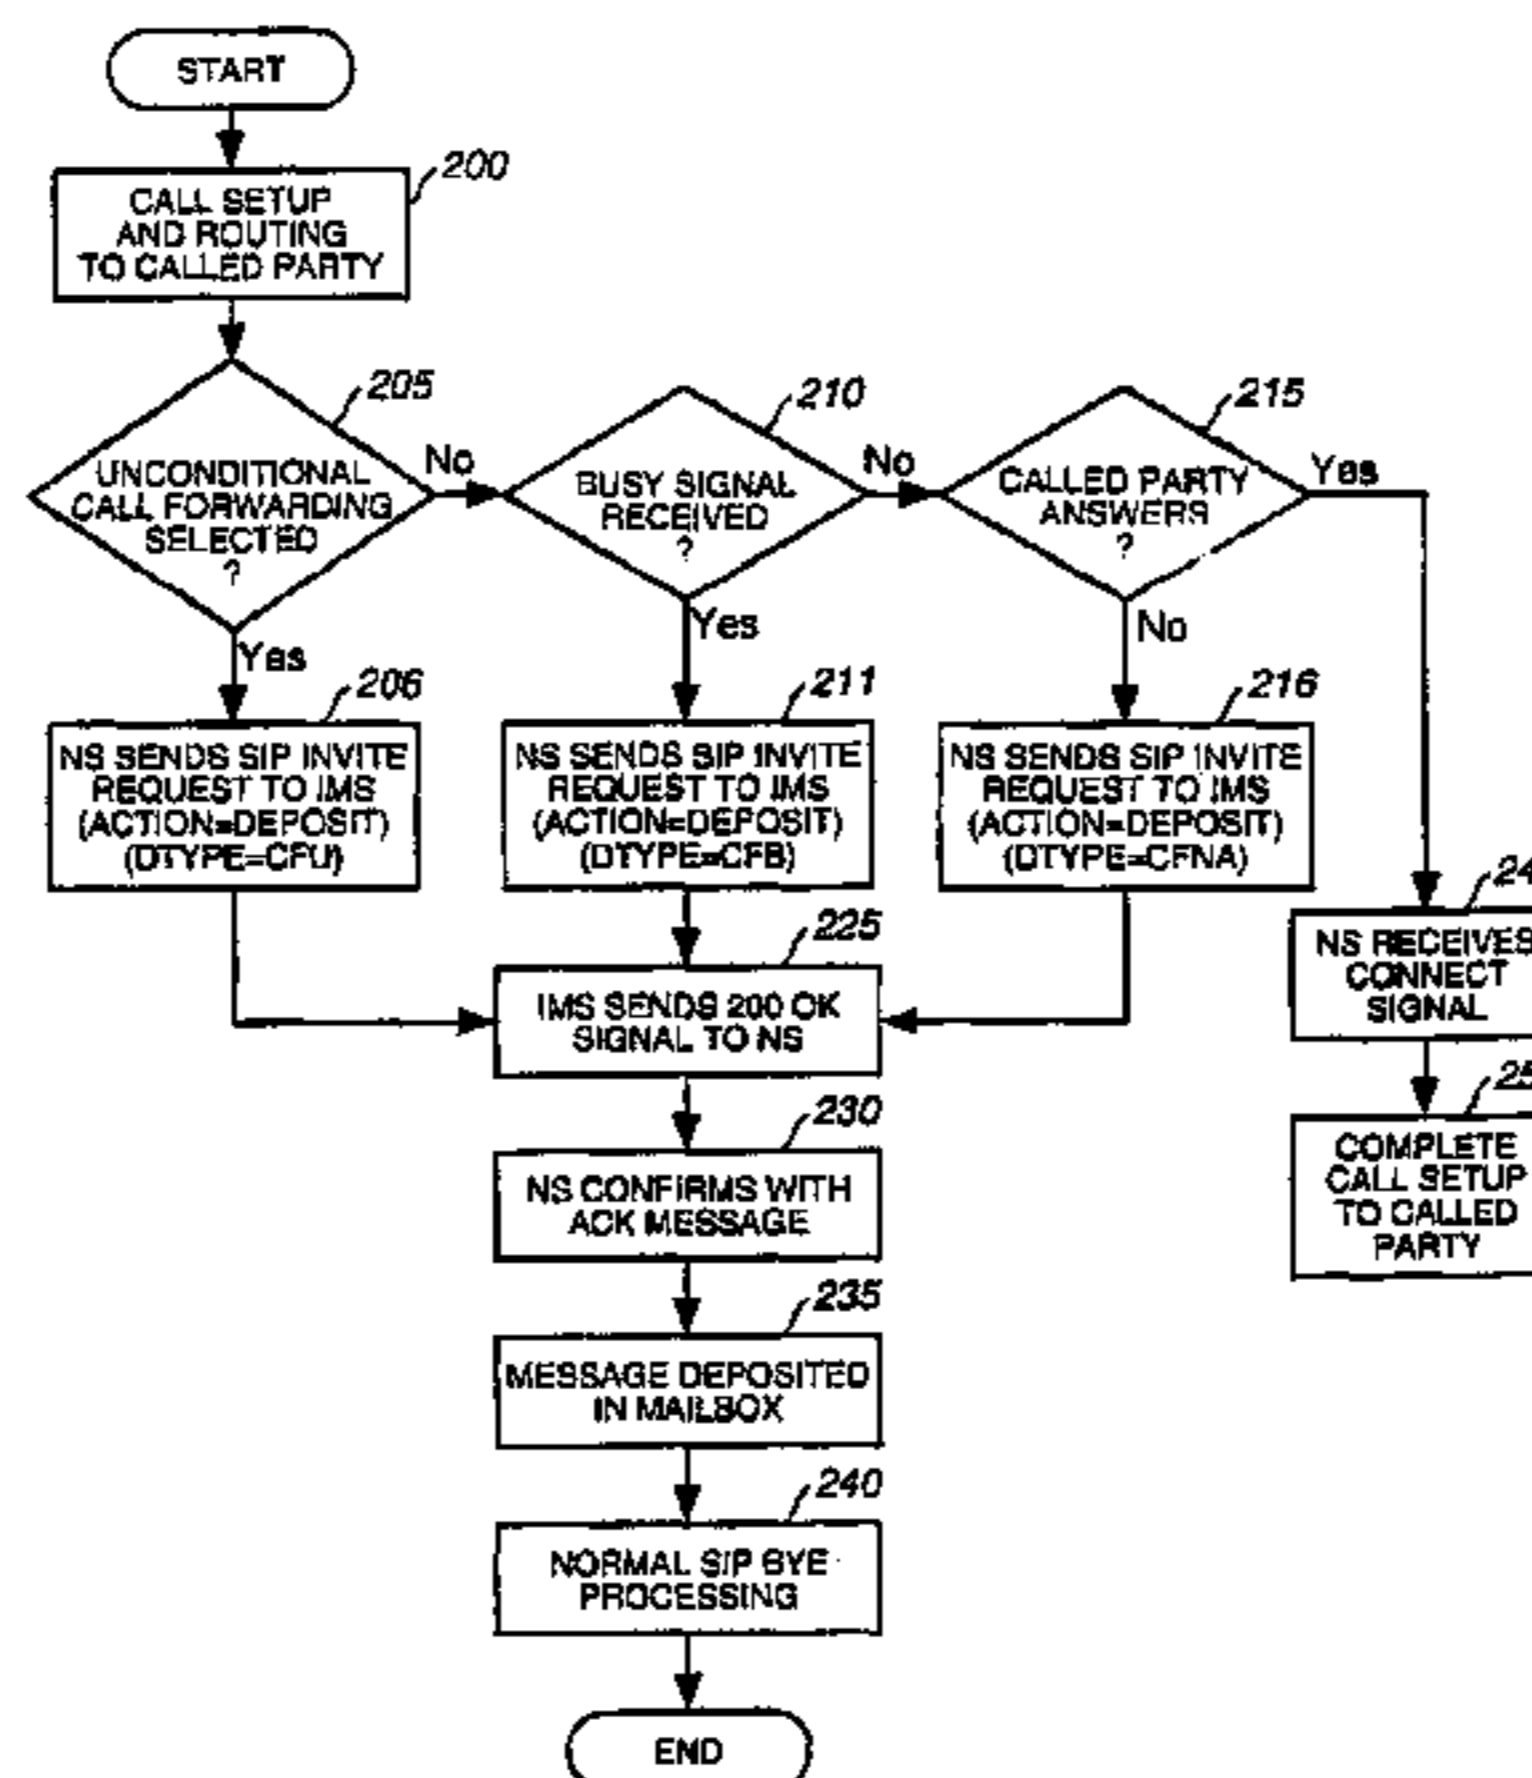 START
200
CALL SETUP
AND ROUTING
TO CALLED PARTY
205
UNCONDITIONAL
CALL FORWARDING
SELECTED
?
No
Yes
210
BUSY SIGNAL
RECEIVED
?
No
Yes
215
CALLED PARTY
ANSWERS
?
Yes
No
206
NS SENDS SIP INVITE
REQUEST TO IMS
(ACTION=DEPOSIT)
(DTYPE=CFU)
211
NS SENDS SIP INVITE
REQUEST TO IMS
(ACTION=DEPOSIT)
(DTYPE=CFB)
216
NS SENDS SIP INVITE
REQUEST TO IMS
(ACTION=DEPOSIT)
(DTYPE=CFNA)
NS RECEIVES
CONNECT
SIGNAL
COMPLETE
CALL SETUP
TO CALLED
PARTY
225
IMS SENDS 200 OK
SIGNAL TO NS
230
NS CONFIRMS WITH
ACK MESSAGE
235
MESSAGE DEPOSITED
IN MAILBOX
240
NORMAL SIP BYE
PROCESSING
END